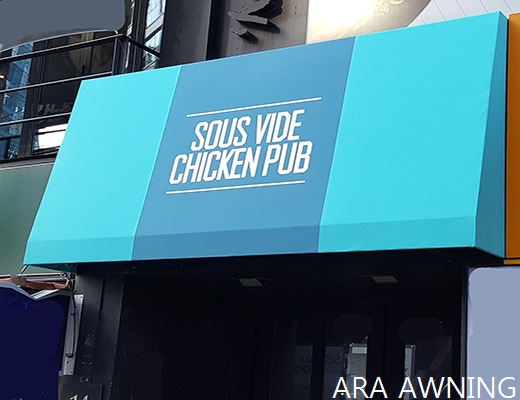 SOUS VIDE
CHICKEN PUB
ARA AWNING